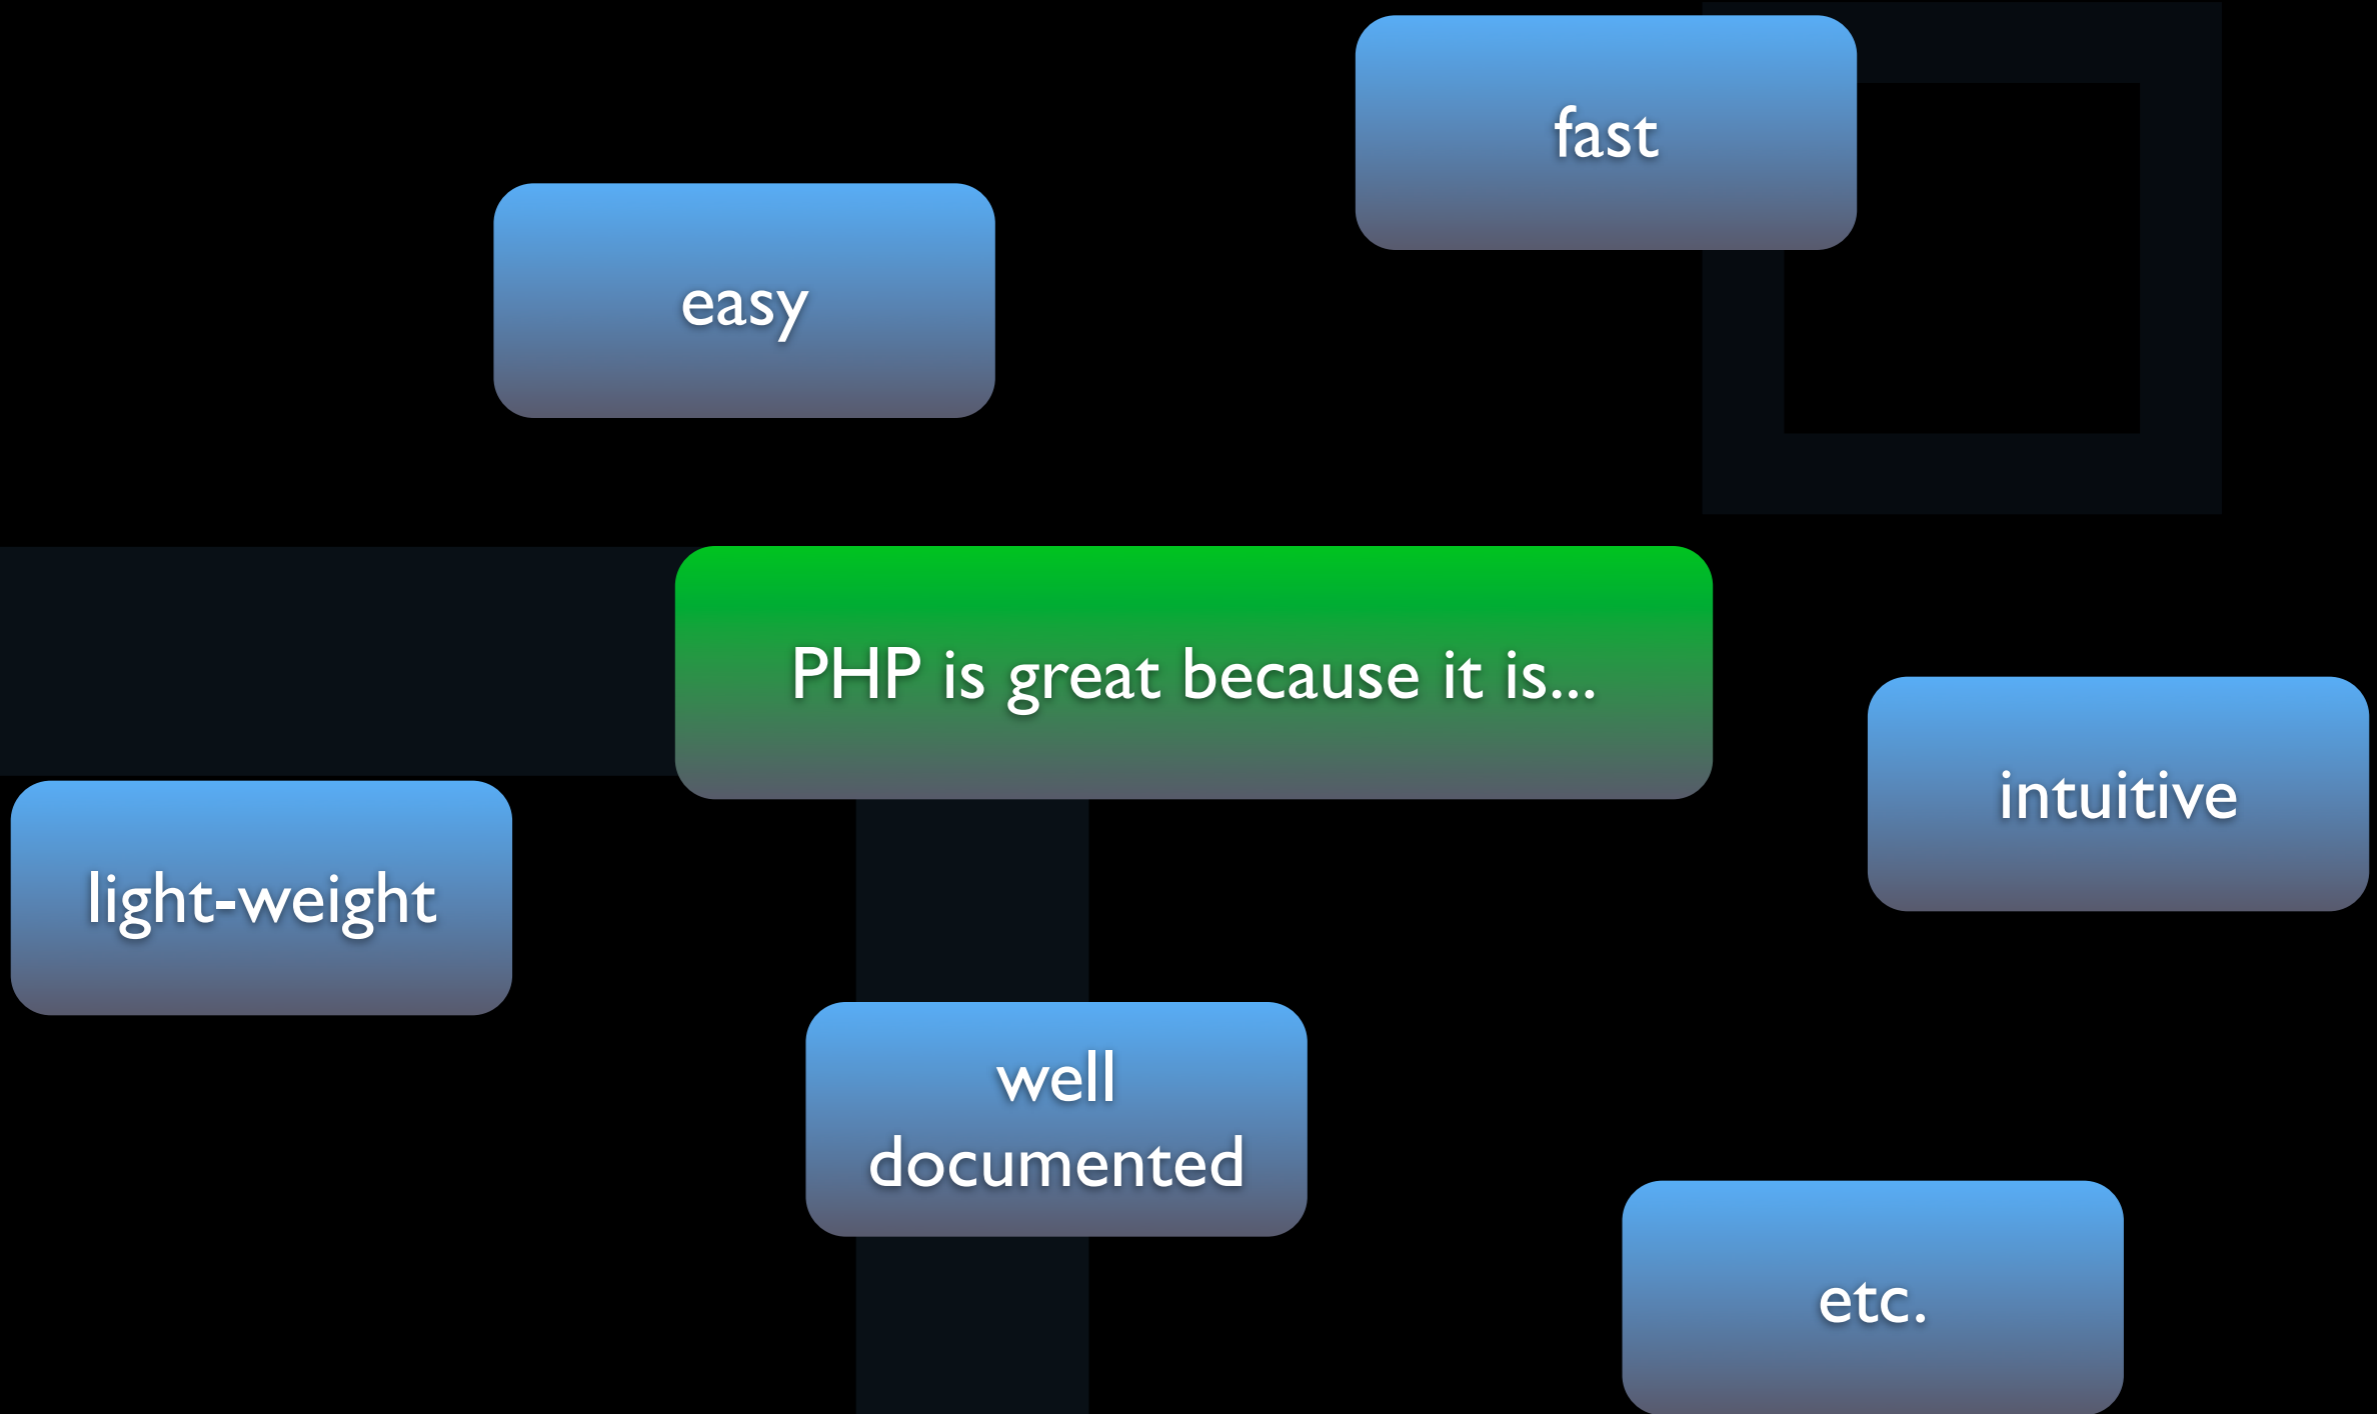 fast
easy
PHP is great because it is...
intuitive
light-weight
well
documented
etc.